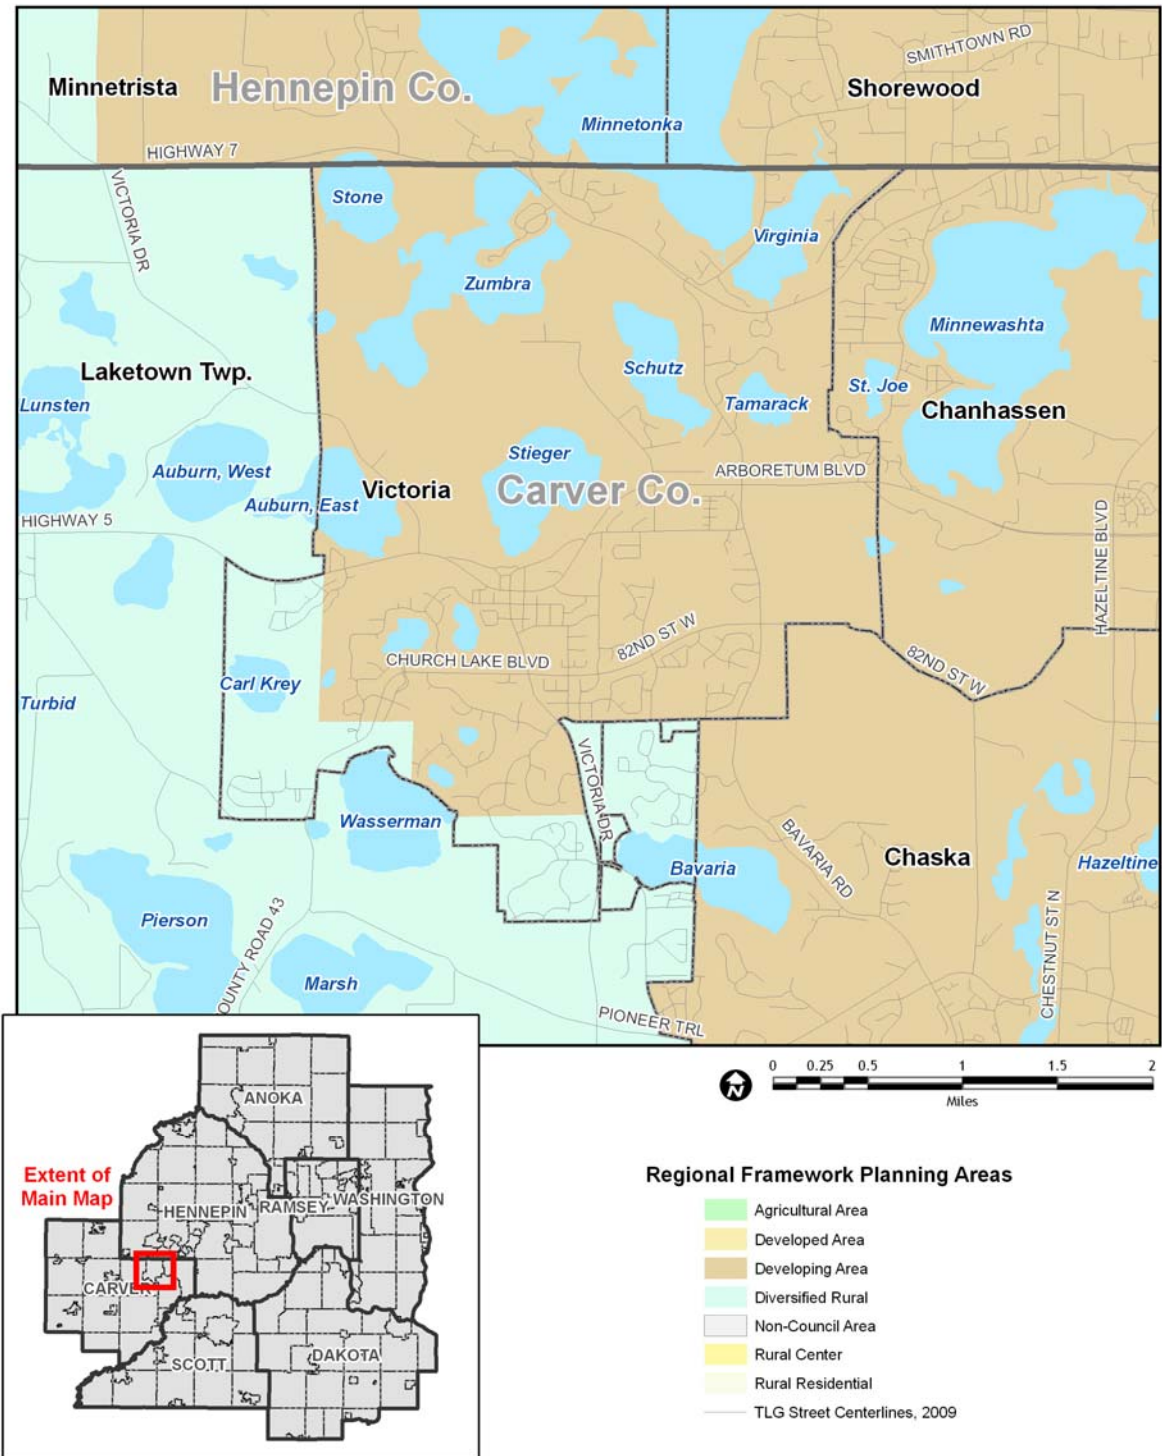 SMITHTOWN RD
Minnetrista
Hennepin Co.
Shorewood
Minnetonka
HIGHWAY 7
VICTORIA DR
Stone
Virginia
Zumbra
Minnewashta
Laketown Twp.
Schutz
St. Joe
Lunsten
Tamarack
Chanhassen
Stieger
Auburn, West
ARBORETUM BLVD
Victoria
Carver Co.
Auburn, East
HIGHWAY 5
HAZELTINE BLVD
82ND ST W
CHURCH LAKE BLVD
82ND ST W
Carl Krey
Turbid
VICTORIA DR
Wasserman
BAVARIA RD
Chaska
Hazeltine
Bavaria
Pierson
COUNTY ROAD 43
CHESTNUT ST N
Marsh
PIONEER TRL
N
0 0.25 0.5 1 1.5 2
Miles
ANOKA
Extent of
Main Map
HENNEPIN
RAMSEY
WASHINGTON
CARVER
SCOTT
DAKOTA
Regional Framework Planning Areas
Agricultural Area
Developed Area
Developing Area
Diversified Rural
Non-Council Area
Rural Center
Rural Residential
TLG Street Centerlines, 2009